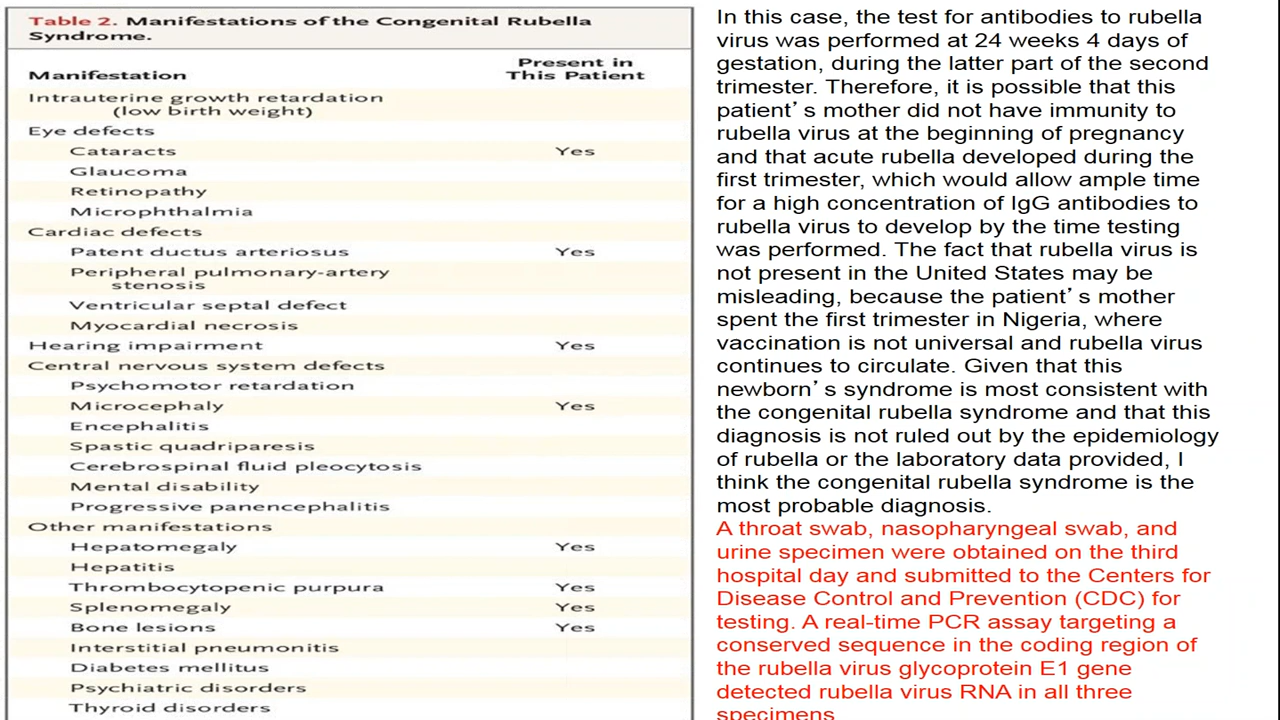 Table 2. Manifestations of the Congenital Rubella
Syndrome.
Manifestation
Present in
This Patient
Intrauterine growth retardation
(low birth weight)
Eye defects
Cataracts Yes
Glaucoma
Retinopathy
Microphthalmia
Cardiac defects
Patent ductus arteriosus Yes
Peripheral pulmonary-artery
stenosis
Ventricular septal defect
Myocardial necrosis
Hearing impairment Yes
Central nervous system defects
Psychomotor retardation
Microcephaly Yes
Encephalitis
Spastic quadriparesis
Cerebrospinal fluid pleocytosis
Mental disability
Progressive panencephalitis
Other manifestations
Hepatomegaly Yes
Hepatitis
Thrombocytopenic purpura Yes
Splenomegaly Yes
Bone lesions Yes
Interstitial pneumonitis
Diabetes mellitus
Psychiatric disorders
Thyroid disorders
In this case, the test for antibodies to rubella
virus was performed at 24 weeks 4 days of
gestation, during the latter part of the second
trimester. Therefore, it is possible that this
patient’s mother did not have immunity to
rubella virus at the beginning of pregnancy
and that acute rubella developed during the
first trimester, which would allow ample time
for a high concentration of IgG antibodies to
rubella virus to develop by the time testing
was performed. The fact that rubella virus is
not present in the United States may be
misleading, because the patient’s mother
spent the first trimester in Nigeria, where
vaccination is not universal and rubella virus
continues to circulate. Given that this
newborn’s syndrome is most consistent with
the congenital rubella syndrome and that this
diagnosis is not ruled out by the epidemiology
of rubella or the laboratory data provided, I
think the congenital rubella syndrome is the
most probable diagnosis.
A throat swab, nasopharyngeal swab, and
urine specimen were obtained on the third
hospital day and submitted to the Centers for
Disease Control and Prevention (CDC) for
testing. A real-time PCR assay targeting a
conserved sequence in the coding region of
the rubella virus glycoprotein E1 gene
detected rubella virus RNA in all three
specimens